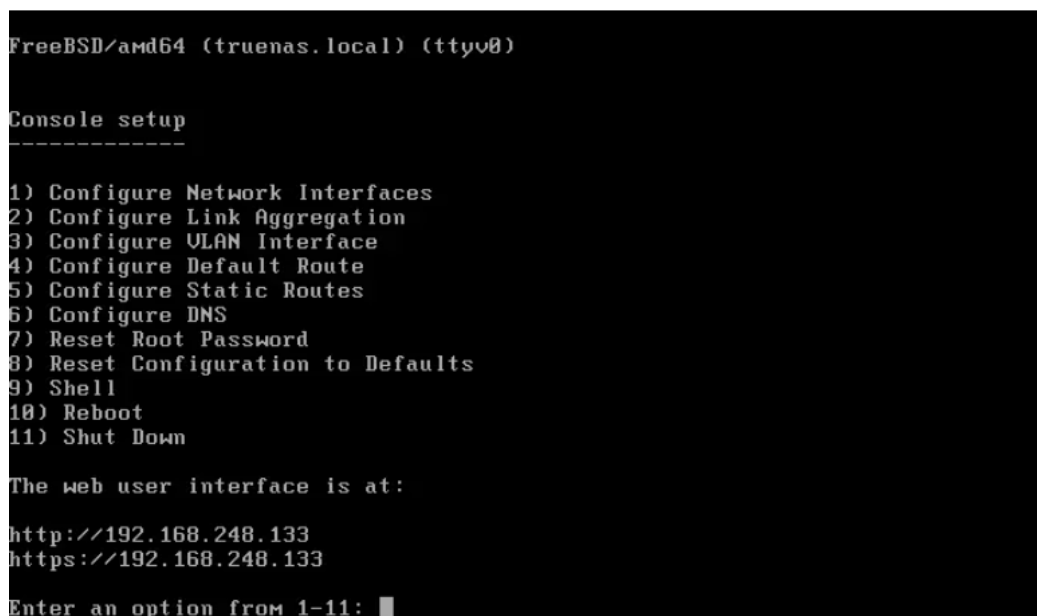 FreeBSD/amd64 (truenas.local) (ttyv0)
Console setup
-------------
1) Configure Network Interfaces
2) Configure Link Aggregation
3) Configure VLAN Interface
4) Configure Default Route
5) Configure Static Routes
6) Configure DNS
7) Reset Root Password
8) Reset Configuration to Defaults
9) Shell
10) Reboot
11) Shut Down
The web user interface is at:
http://192.168.248.133
https://192.168.248.133
Enter an option from 1-11: